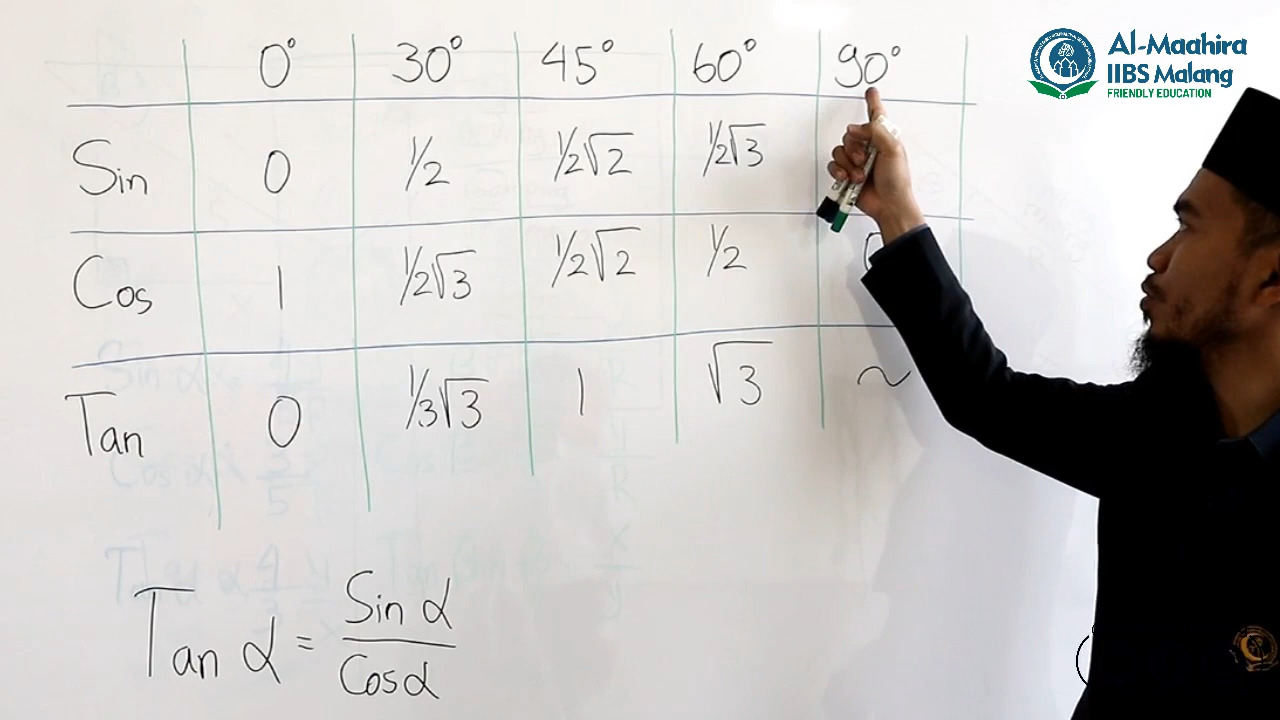 0° 30° 45° 60° 90°
Sin 0 1/2 1/2√2 1/2√3
Cos 1 1/2√3 1/2√2 1/2
Tan 0 1/3√3 1 √3 ~
Tan α = Sin α / Cos α
Al-Maahira
IIBS Malang
FRIENDLY EDUCATION